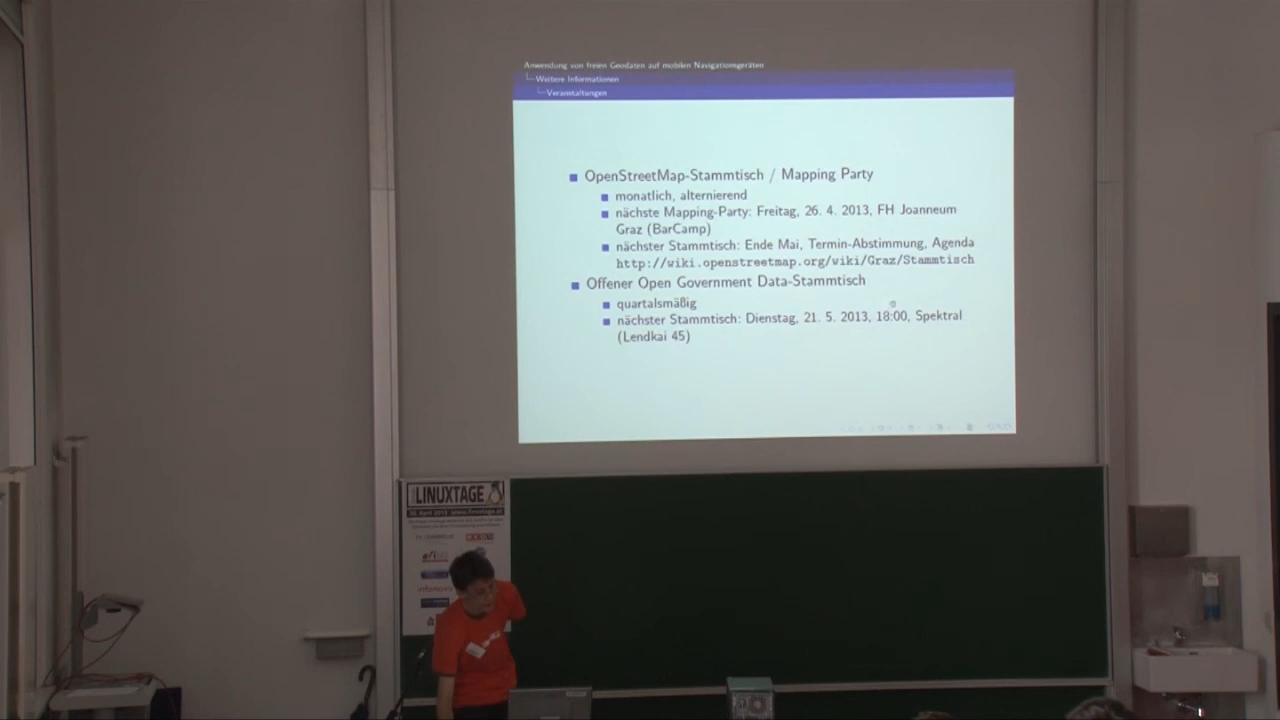 Anwendung von freien Geodaten auf mobilen Navigationsgeräten
Weitere Informationen
Veranstaltungen
OpenStreetMap-Stammtisch / Mapping Party
monatlich, alternierend
nächste Mapping-Party: Freitag, 26. 4. 2013, FH Joanneum
Graz (BarCamp)
nächster Stammtisch: Ende Mai, Termin-Abstimmung, Agenda
http://wiki.openstreetmap.org/wiki/Graz/Stammtisch
Offener Open Government Data-Stammtisch
quartalsmäßig
nächster Stammtisch: Dienstag, 21. 5. 2013, 18:00, Spektral
(Lendkai 45)
LINUXTAGE